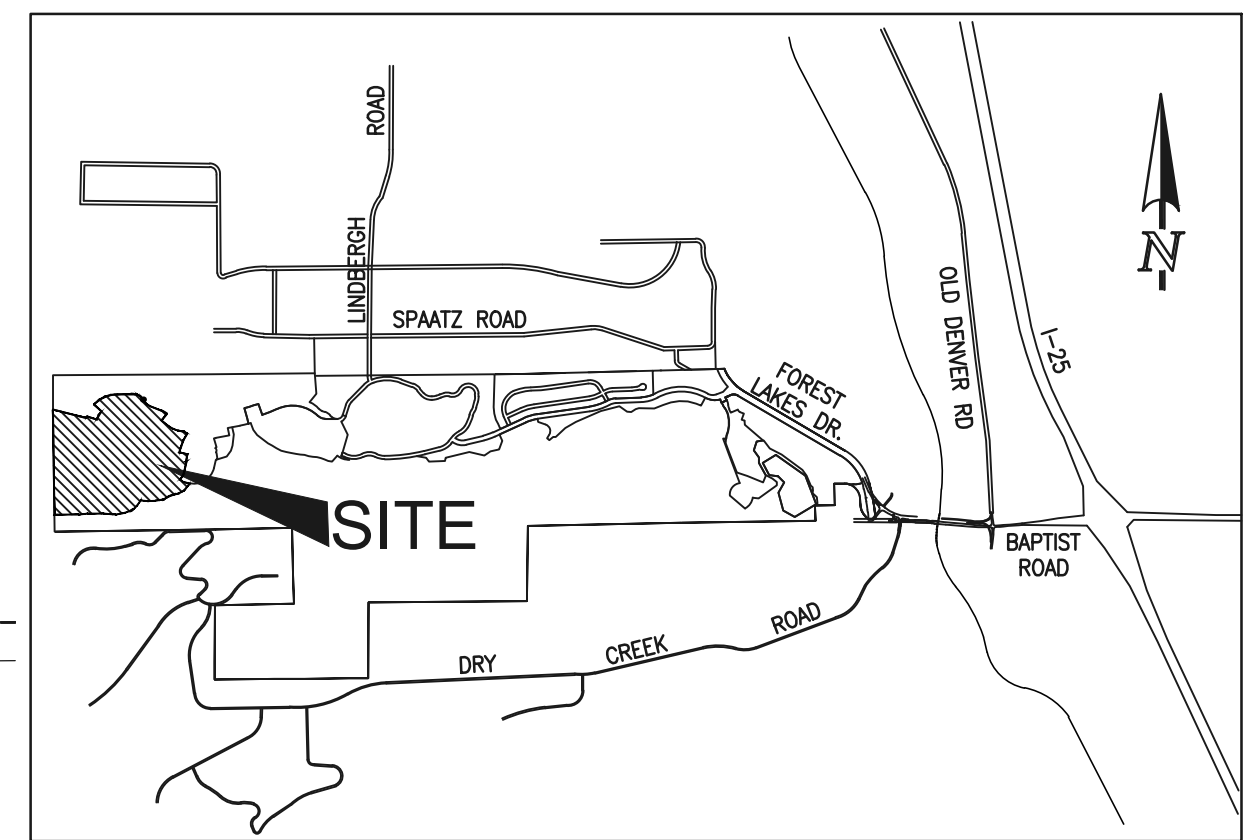 ROAD
LINDBERGH
SPAATZ ROAD
N
OLD DENVER RD
I-25
FOREST
LAKES DR.
SITE
BAPTIST
ROAD
DRY CREEK ROAD